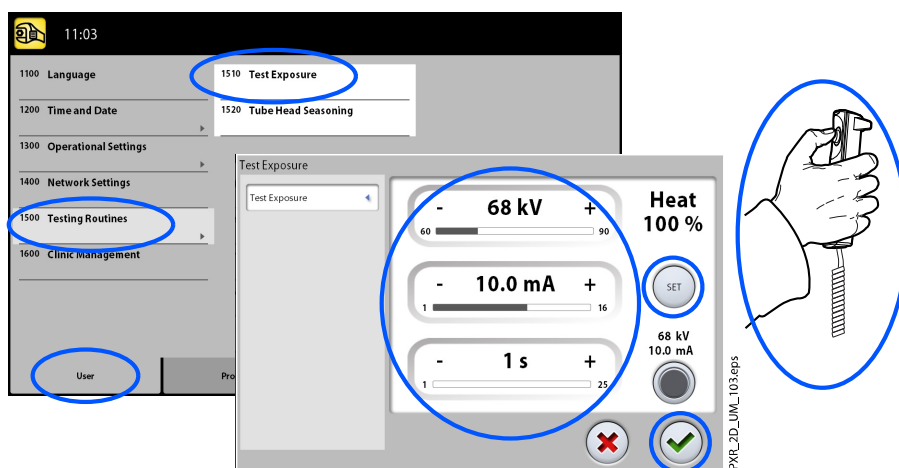 11:03
1100 Language
1200 Time and Date
1300 Operational Settings
1400 Network Settings
1500 Testing Routines
1600 Clinic Management
1510 Test Exposure
1520 Tube Head Seasoning
User
Pro
Test Exposure
Test Exposure
- 68 kV +
60 90
- 10.0 mA +
1 16
- 1 s +
1 25
Heat
100 %
SET
68 kV
10.0 mA
PXR_2D_UM_103.eps